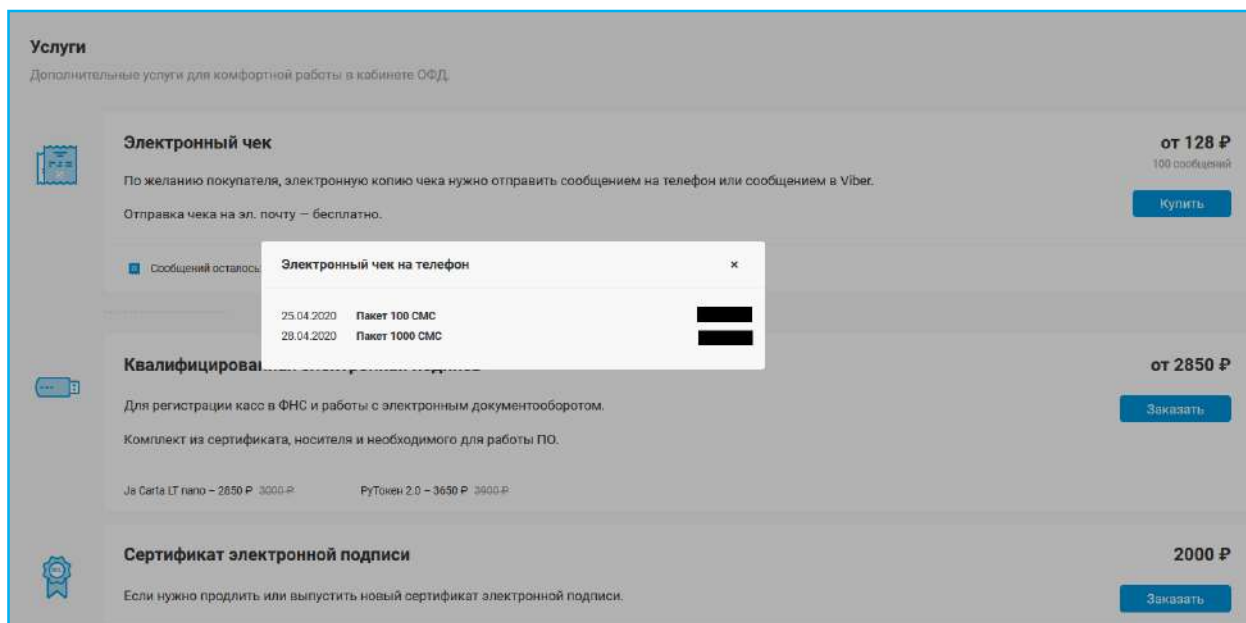 Услуги
Дополнительные услуги для комфортной работы в кабинете ОФД.
Электронный чек
от 128 ₽
100 сообщений
По желанию покупателя, электронную копию чека нужно отправить сообщением на телефон или сообщением в Viber.
Купить
Отправка чека на эл. почту — бесплатно.
Сообщений осталось:
Электронный чек на телефон
×
25.04.2020 Пакет 100 СМС
28.04.2020 Пакет 1000 СМС
от 2850 ₽
Для регистрации касс в ФНС и работы с электронным документооборотом.
Заказать
Комплект из сертификата, носителя и необходимого для работы ПО.
Ja Carta LT nano – 2850 ₽ 3000 ₽ РуТокен 2.0 – 3650 ₽ 3900 ₽
Сертификат электронной подписи
2000 ₽
Если нужно продлить или выпустить новый сертификат электронной подписи.
Заказать